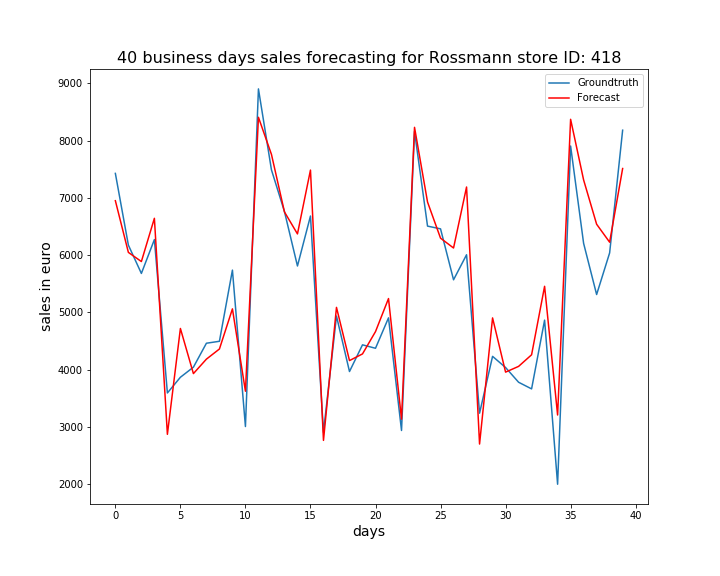 40 business days sales forecasting for Rossmann store ID: 418
Groundtruth
Forecast
9000
8000
7000
6000
5000
4000
3000
2000
sales in euro
0 5 10 15 20 25 30 35 40
days